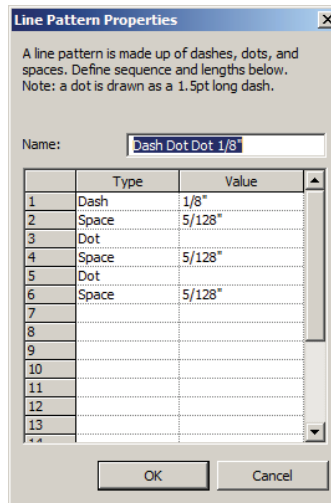 Line Pattern Properties
A line pattern is made up of dashes, dots, and
spaces. Define sequence and lengths below.
Note: a dot is drawn as a 1.5pt long dash.
Name: Dash Dot Dot 1/8"
Type Value
1 Dash 1/8"
2 Space 5/128"
3 Dot
4 Space 5/128"
5 Dot
6 Space 5/128"
7
8
9
10
11
12
13
OK Cancel